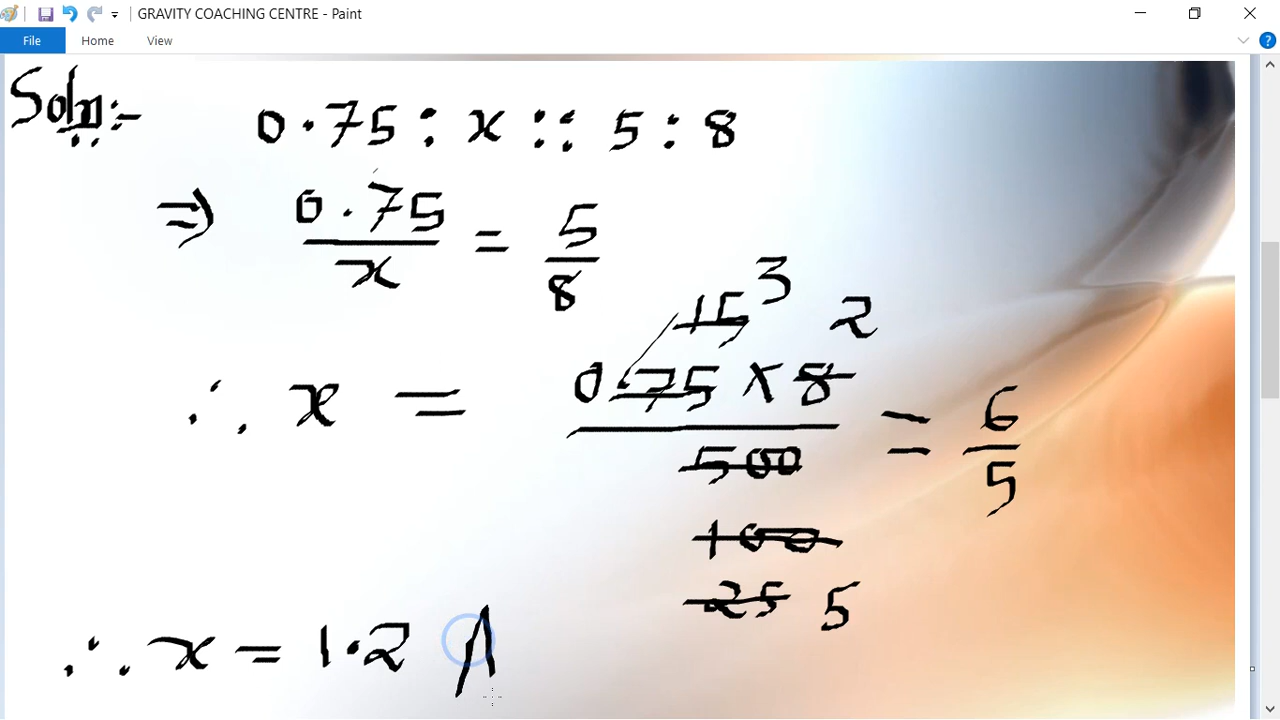 GRAVITY COACHING CENTRE - Paint
File Home View
Soln:-
0.75 : x :: 5 : 8
=> 0.75/x = 5/8
15 3 2
∴ x = 0.75 × 8 / 500 = 6/5
100
25 5
∴ x = 1.2 A